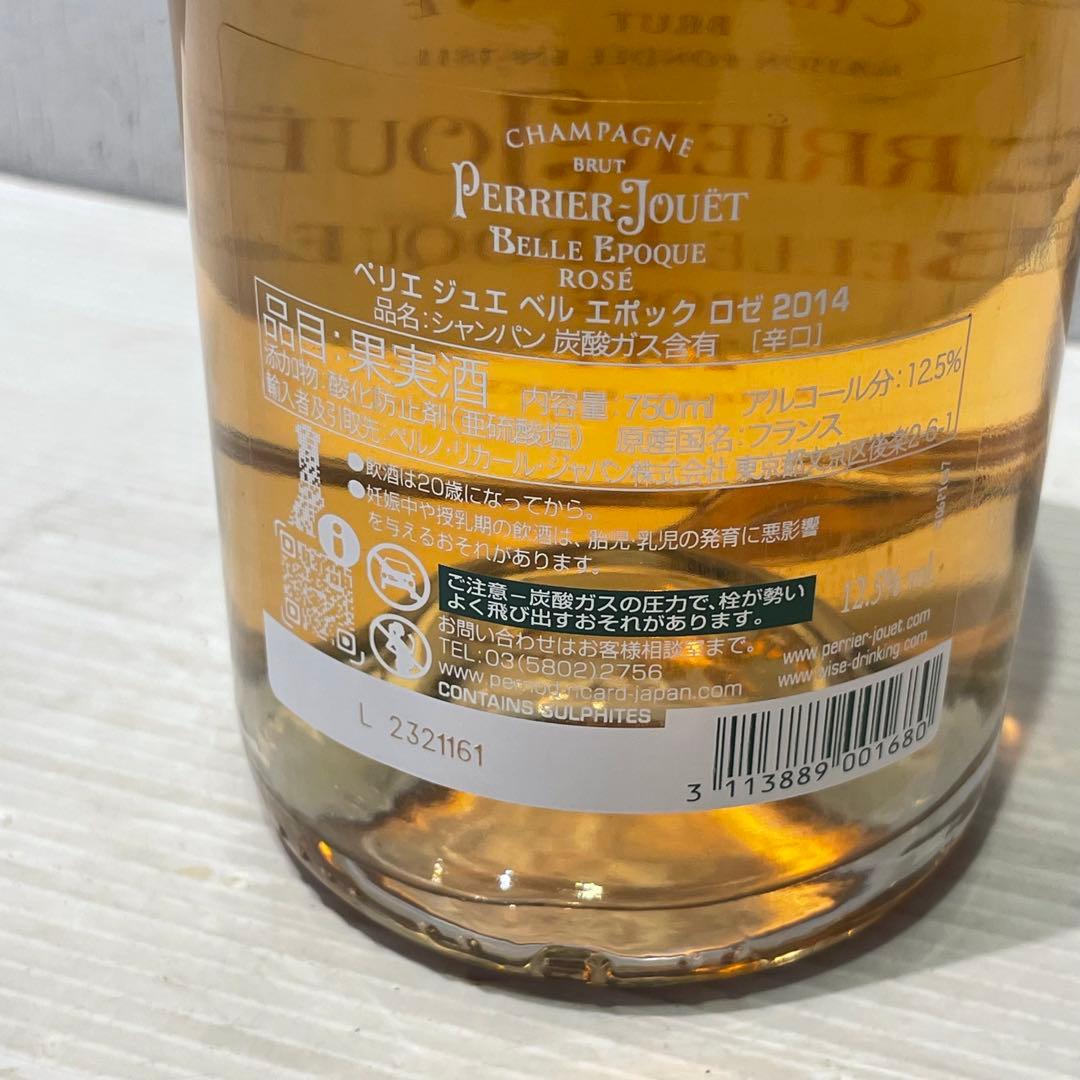 CHAMPAGNE
BRUT
PERRIER-JOUËT
BELLE EPOQUE
ROSÉ
ペリエ ジュエ ベル エポック ロゼ 2014
品名:シャンパン 炭酸ガス含有 [辛口]
品目:果実酒 内容量:750ml アルコール分:12.5%
添加物:酸化防止剤(亜硫酸塩) 原産国名:フランス
輸入者及引取先:ペルノ・リカール・ジャパン株式会社 東京都文京区後楽2-6-1
●飲酒は20歳になってから。
●妊娠中や授乳期の飲酒は、胎児・乳児の発育に悪影響
を与えるおそれがあります。
ご注意－炭酸ガスの圧力で、栓が勢い
よく飛び出すおそれがあります。
お問い合わせはお客様相談室まで。
TEL:03(5802)2756
www.pernod-ricard-japan.com
CONTAINS SULPHITES
12.5%
www.perrier-jouet.com
www.wise-drinking.com
L 2321161
3 113889 001680